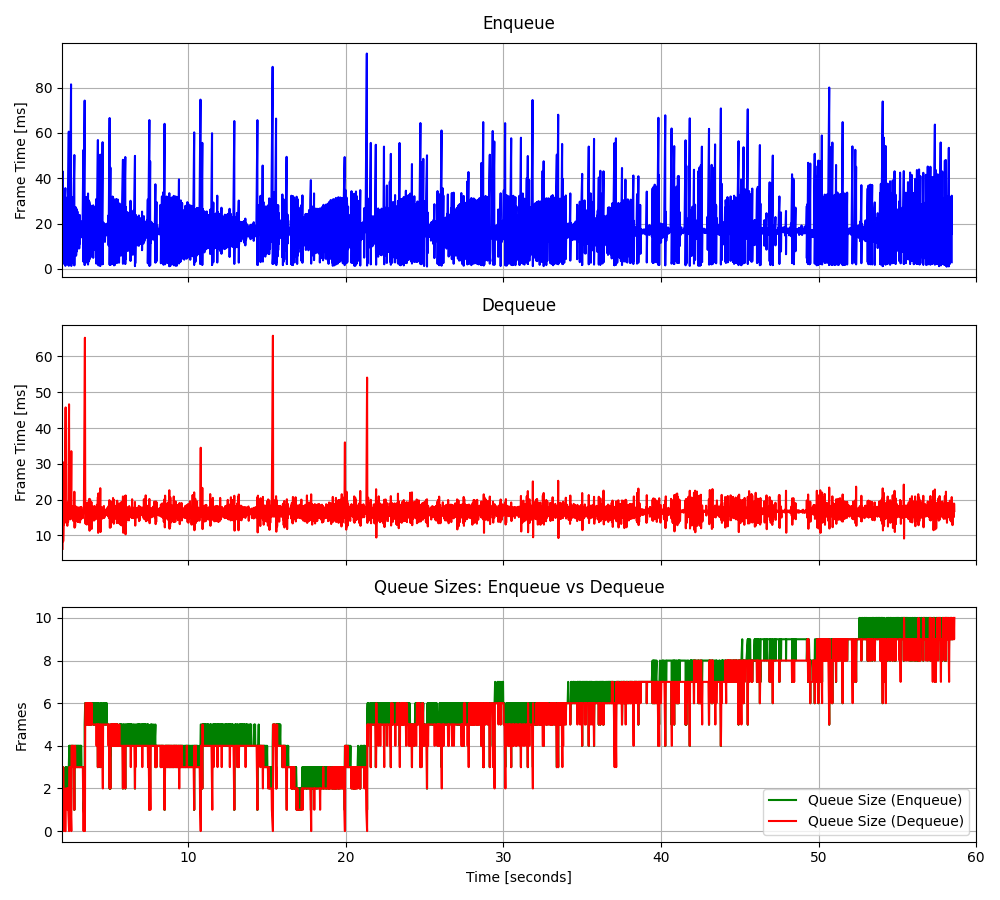 Enqueue
Frame Time [ms]
80
60
40
20
0
Dequeue
Frame Time [ms]
60
50
40
30
20
10
Queue Sizes: Enqueue vs Dequeue
Frames
10
8
6
4
2
0
Queue Size (Enqueue)
Queue Size (Dequeue)
10 20 30 40 50 60
Time [seconds]